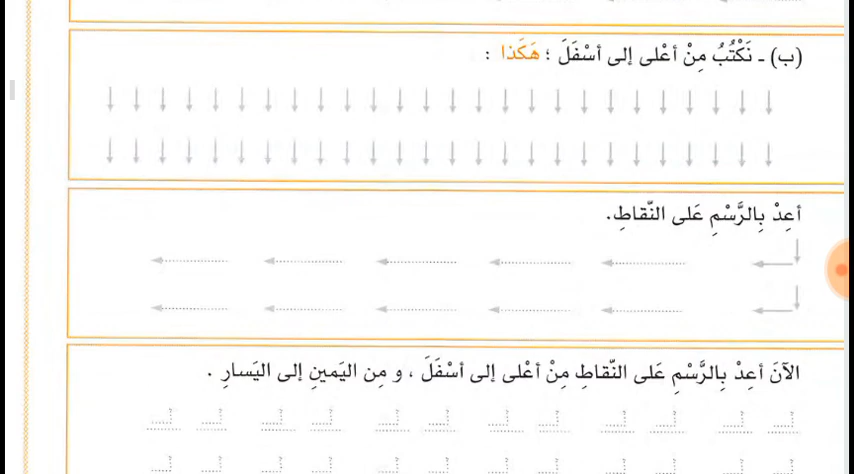 (ب) - نَكْتُبُ مِنْ أعْلى إلى أسْفَلَ ؛ هَكَذا :
أعِدْ بِالرَّسْمِ عَلى النّقاطِ.
الآنَ أعِدْ بِالرَّسْمِ عَلى النّقاطِ مِنْ أعْلى إلى أسْفَلَ ، و مِن اليَمينِ إلى اليَسارِ .